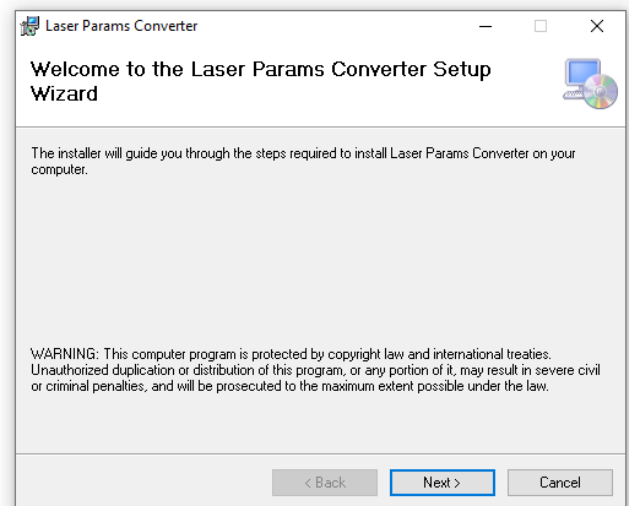 Laser Params Converter
Welcome to the Laser Params Converter Setup
Wizard
The installer will guide you through the steps required to install Laser Params Converter on your
computer.
WARNING: This computer program is protected by copyright law and international treaties.
Unauthorized duplication or distribution of this program, or any portion of it, may result in severe civil
or criminal penalties, and will be prosecuted to the maximum extent possible under the law.
< Back Next > Cancel